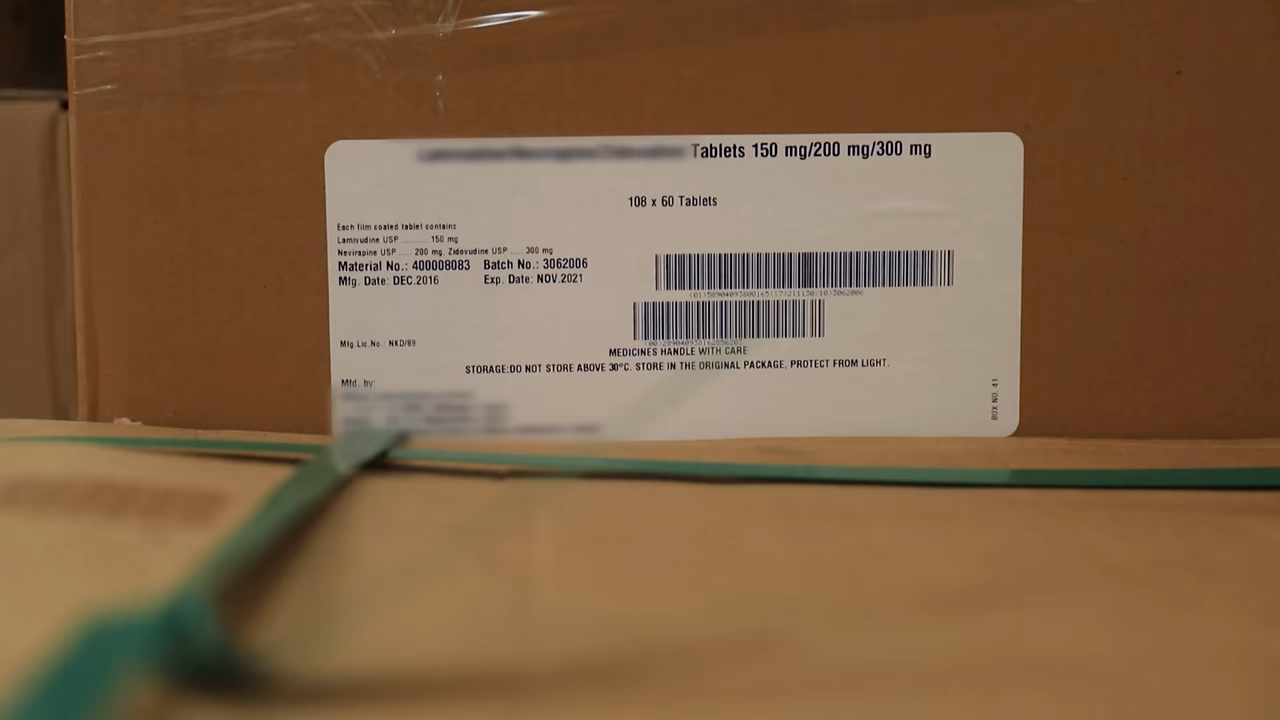 Tablets 150 mg/200 mg/300 mg
108 x 60 Tablets
Each film coated tablet contains
Lamivudine USP .......... 150 mg
Nevirapine USP ..... 200 mg, Zidovudine USP ..... 300 mg
Material No.: 400008083 Batch No.: 3062006
Mfg. Date: DEC.2016 Exp. Date: NOV.2021
Mfg.Lic.No.: NKD/89
MEDICINES HANDLE WITH CARE
STORAGE:DO NOT STORE ABOVE 30°C. STORE IN THE ORIGINAL PACKAGE, PROTECT FROM LIGHT.
Mfd. by:
BOX NO. 41